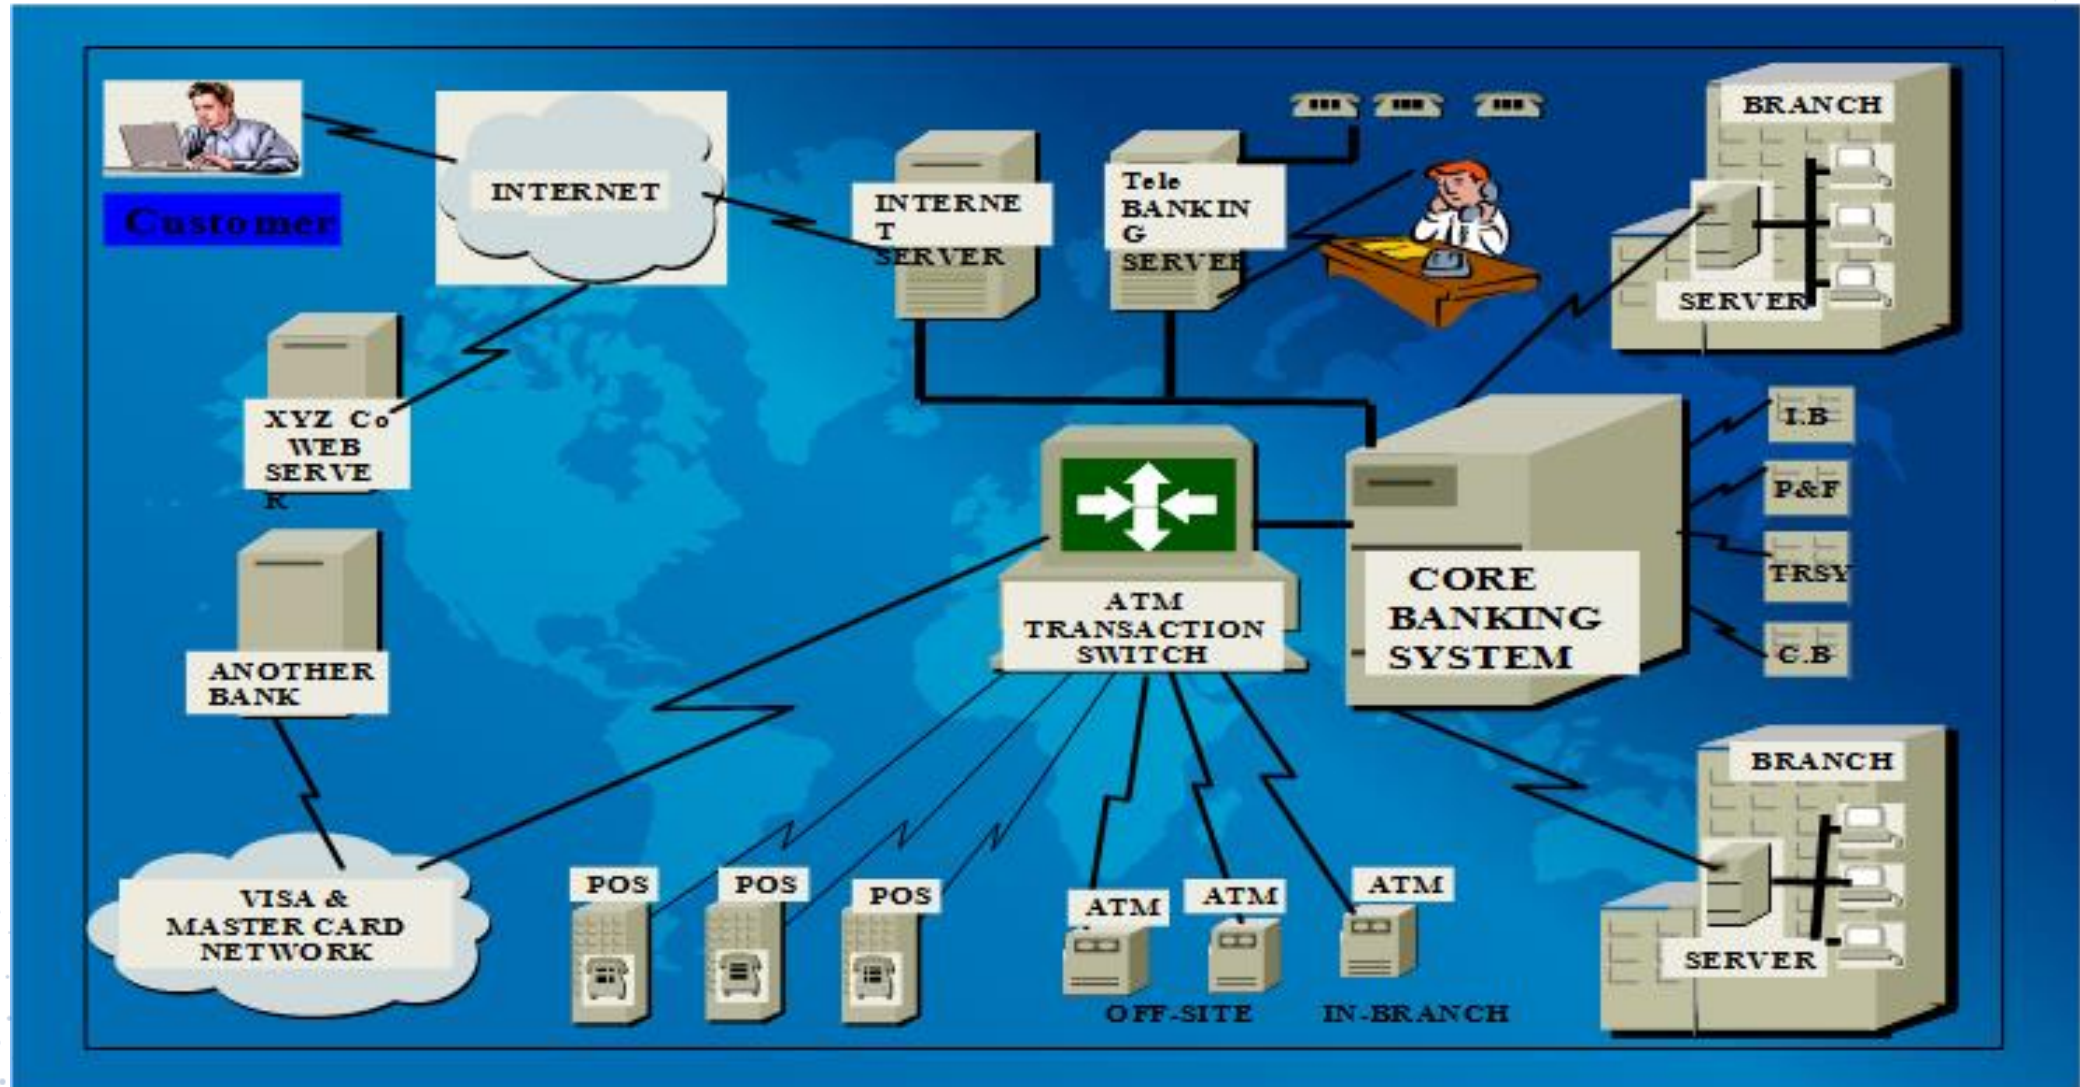 BRANCH
INTERNET
Tele
BANKIN
G
SERVER
INTERNE
T
SERVER
Customer
SERVER
XYZ Co
WEB
SERVE
R
I.B
P&F
TRSY
C.B
CORE
BANKING
SYSTEM
ATM
TRANSACTION
SWITCH
ANOTHER
BANK
BRANCH
POS
POS
POS
ATM
ATM
ATM
VISA &
MASTER CARD
NETWORK
SERVER
OFF-SITE
IN-BRANCH